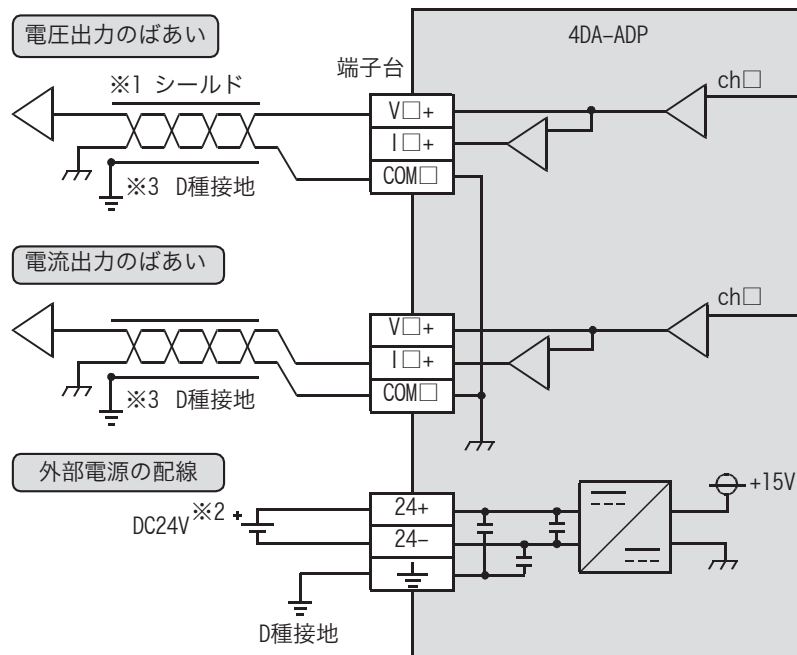 電圧出力のばあい
4DA-ADP
※1 シールド
端子台
ch□
V□+
I□+
COM□
※3 D種接地
電流出力のばあい
ch□
V□+
I□+
COM□
※3 D種接地
外部電源の配線
DC24V※2 +
24+
24-
+15V
D種接地